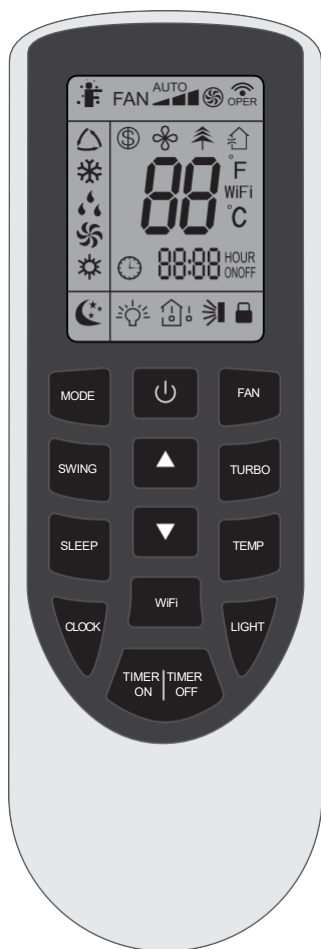 FAN AUTO OPER
88 °F
WiFi
°C
88:88 HOUR
ONOFF
MODE FAN
SWING TURBO
SLEEP TEMP
WiFi
CLOCK LIGHT
TIMER TIMER
ON OFF